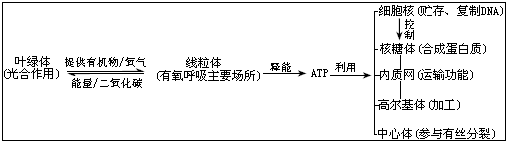 细胞核(贮存、复制DNA)
控制
叶绿体
(光合作用)
提供有机物/氧气
能量/二氧化碳
线粒体
(有氧呼吸主要场所)
释能
ATP
利用
核糖体(合成蛋白质)
内质网(运输功能)
高尔基体(加工)
中心体(参与有丝分裂)